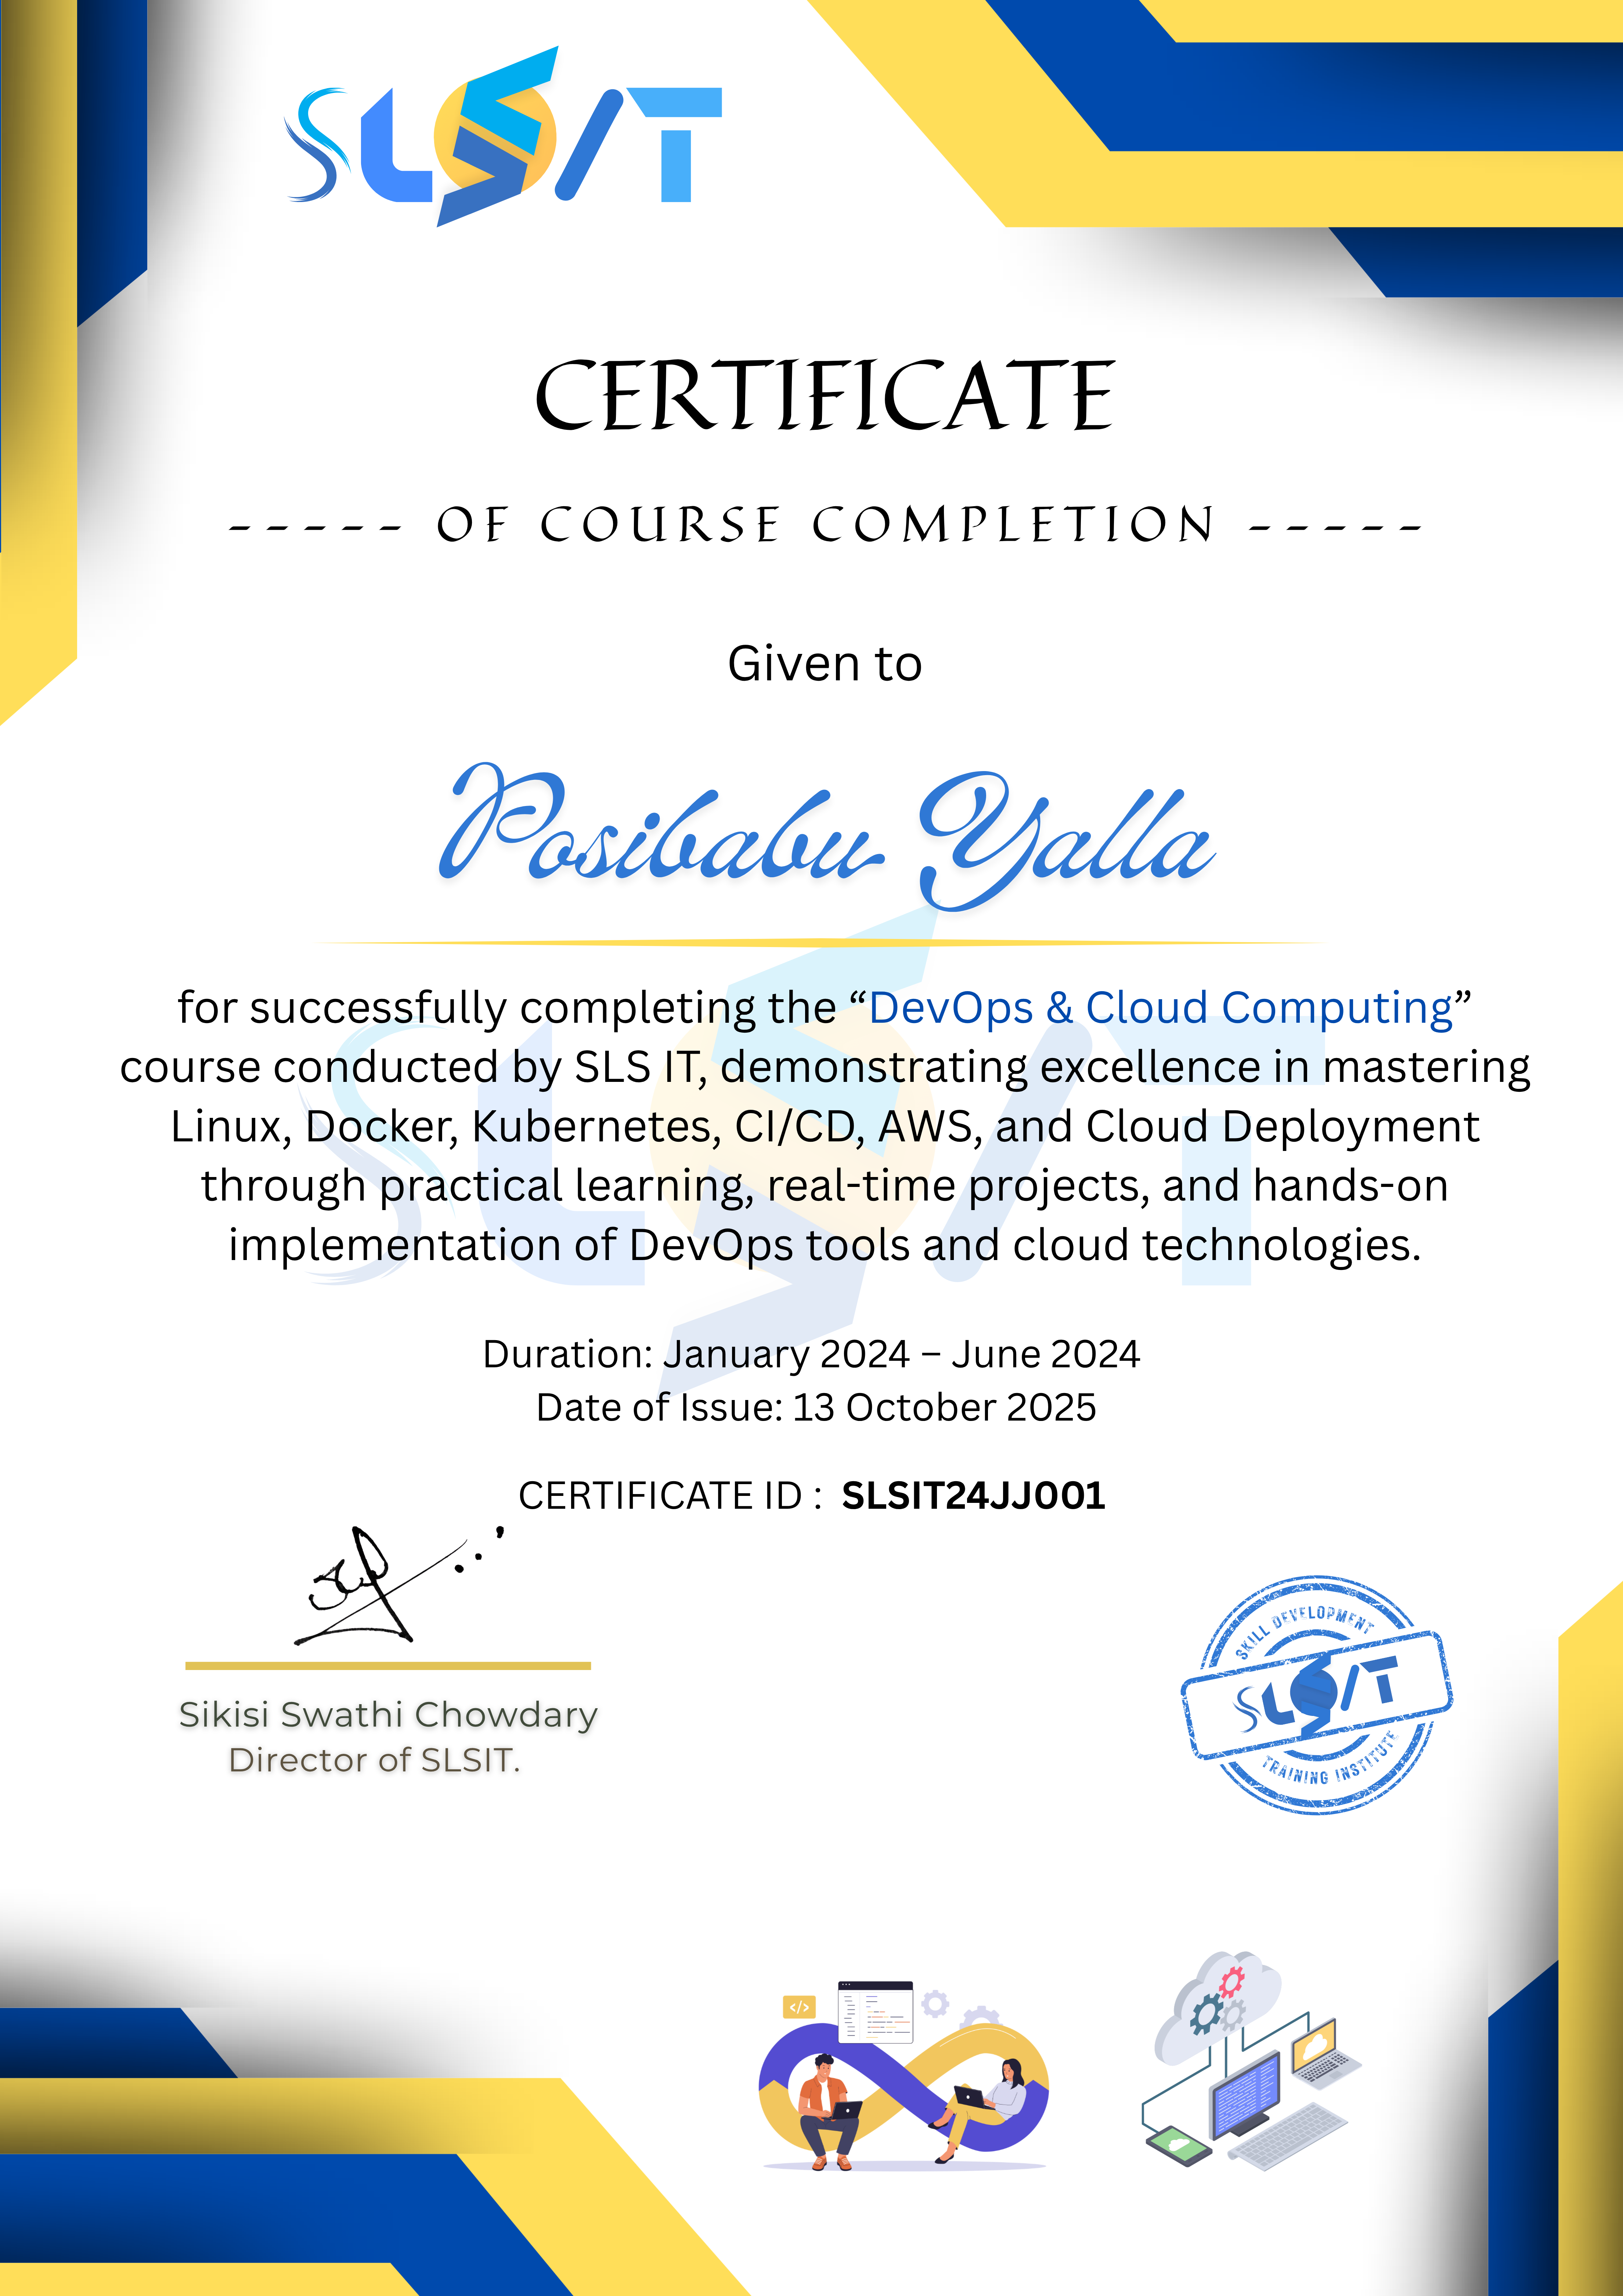 SLSIT
CERTIFICATE
----- OF COURSE COMPLETION -----
Given to
Posibabu Yalla
for successfully completing the “DevOps & Cloud Computing”
course conducted by SLS IT, demonstrating excellence in mastering
Linux, Docker, Kubernetes, CI/CD, AWS, and Cloud Deployment
through practical learning, real-time projects, and hands-on
implementation of DevOps tools and cloud technologies.
Duration: January 2024 – June 2024
Date of Issue: 13 October 2025
CERTIFICATE ID : SLSIT24JJ001
Sikisi Swathi Chowdary
Director of SLSIT.
SKILL DEVELOPMENT
SLSIT
TRAINING INSTITUTE
</>